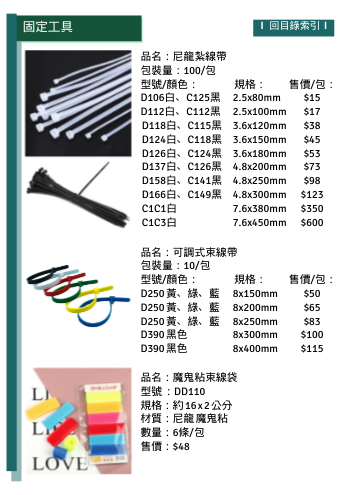 固定工具
I 回目錄索引 I
品名：尼龍紮線帶
包裝量：100/包
型號/顏色： 規格： 售價/包：
D106白、C125黑 2.5x80mm $15
D112白、C112黑 2.5x100mm $17
D118白、C115黑 3.6x120mm $38
D124白、C118黑 3.6x150mm $45
D126白、C124黑 3.6x180mm $53
D137白、C126黑 4.8x200mm $73
D158白、C141黑 4.8x250mm $98
D166白、C149黑 4.8x300mm $123
C1C1白 7.6x380mm $350
C1C3白 7.6x450mm $600
品名：可調式束線帶
包裝量：10/包
型號/顏色： 規格： 售價/包：
D250 黃、綠、藍 8x150mm $50
D250 黃、綠、藍 8x200mm $65
D250 黃、綠、藍 8x250mm $83
D390 黑色 8x300mm $100
D390 黑色 8x400mm $115
品名：魔鬼粘束線袋
型號：DD110
規格：約 16 x 2 公分
材質：尼龍 魔鬼粘
數量：6條/包
售價：$48
LI
LIRE
LOVE